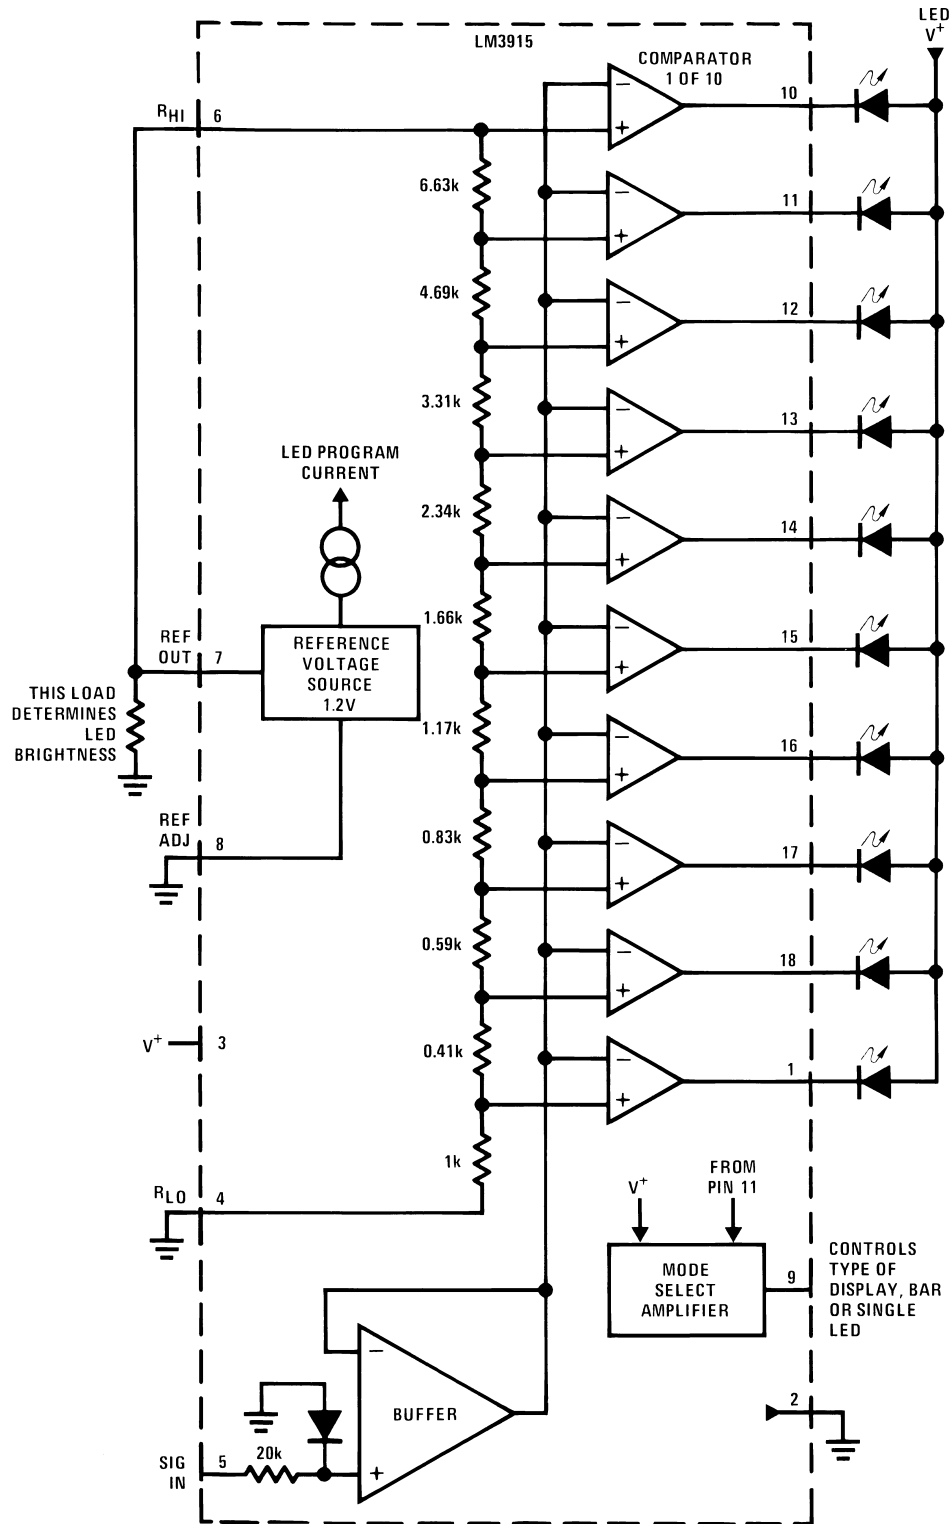 LED
V+
LM3915
COMPARATOR
1 OF 10
10
RHI
6
6.63k
11
4.69k
12
3.31k
13
LED PROGRAM
CURRENT
2.34k
14
1.66k
15
REF
OUT
7
REFERENCE
VOLTAGE
SOURCE
1.2V
THIS LOAD
DETERMINES
LED
BRIGHTNESS
1.17k
16
REF
ADJ
8
0.83k
17
0.59k
18
V+
3
0.41k
1
1k
RLO
4
V+
FROM
PIN 11
MODE
SELECT
AMPLIFIER
9
CONTROLS
TYPE OF
DISPLAY, BAR
OR SINGLE
LED
−
+
−
+
−
+
−
+
−
+
−
+
−
+
−
+
−
+
−
+
−
BUFFER
+
2
SIG
IN
5
20k